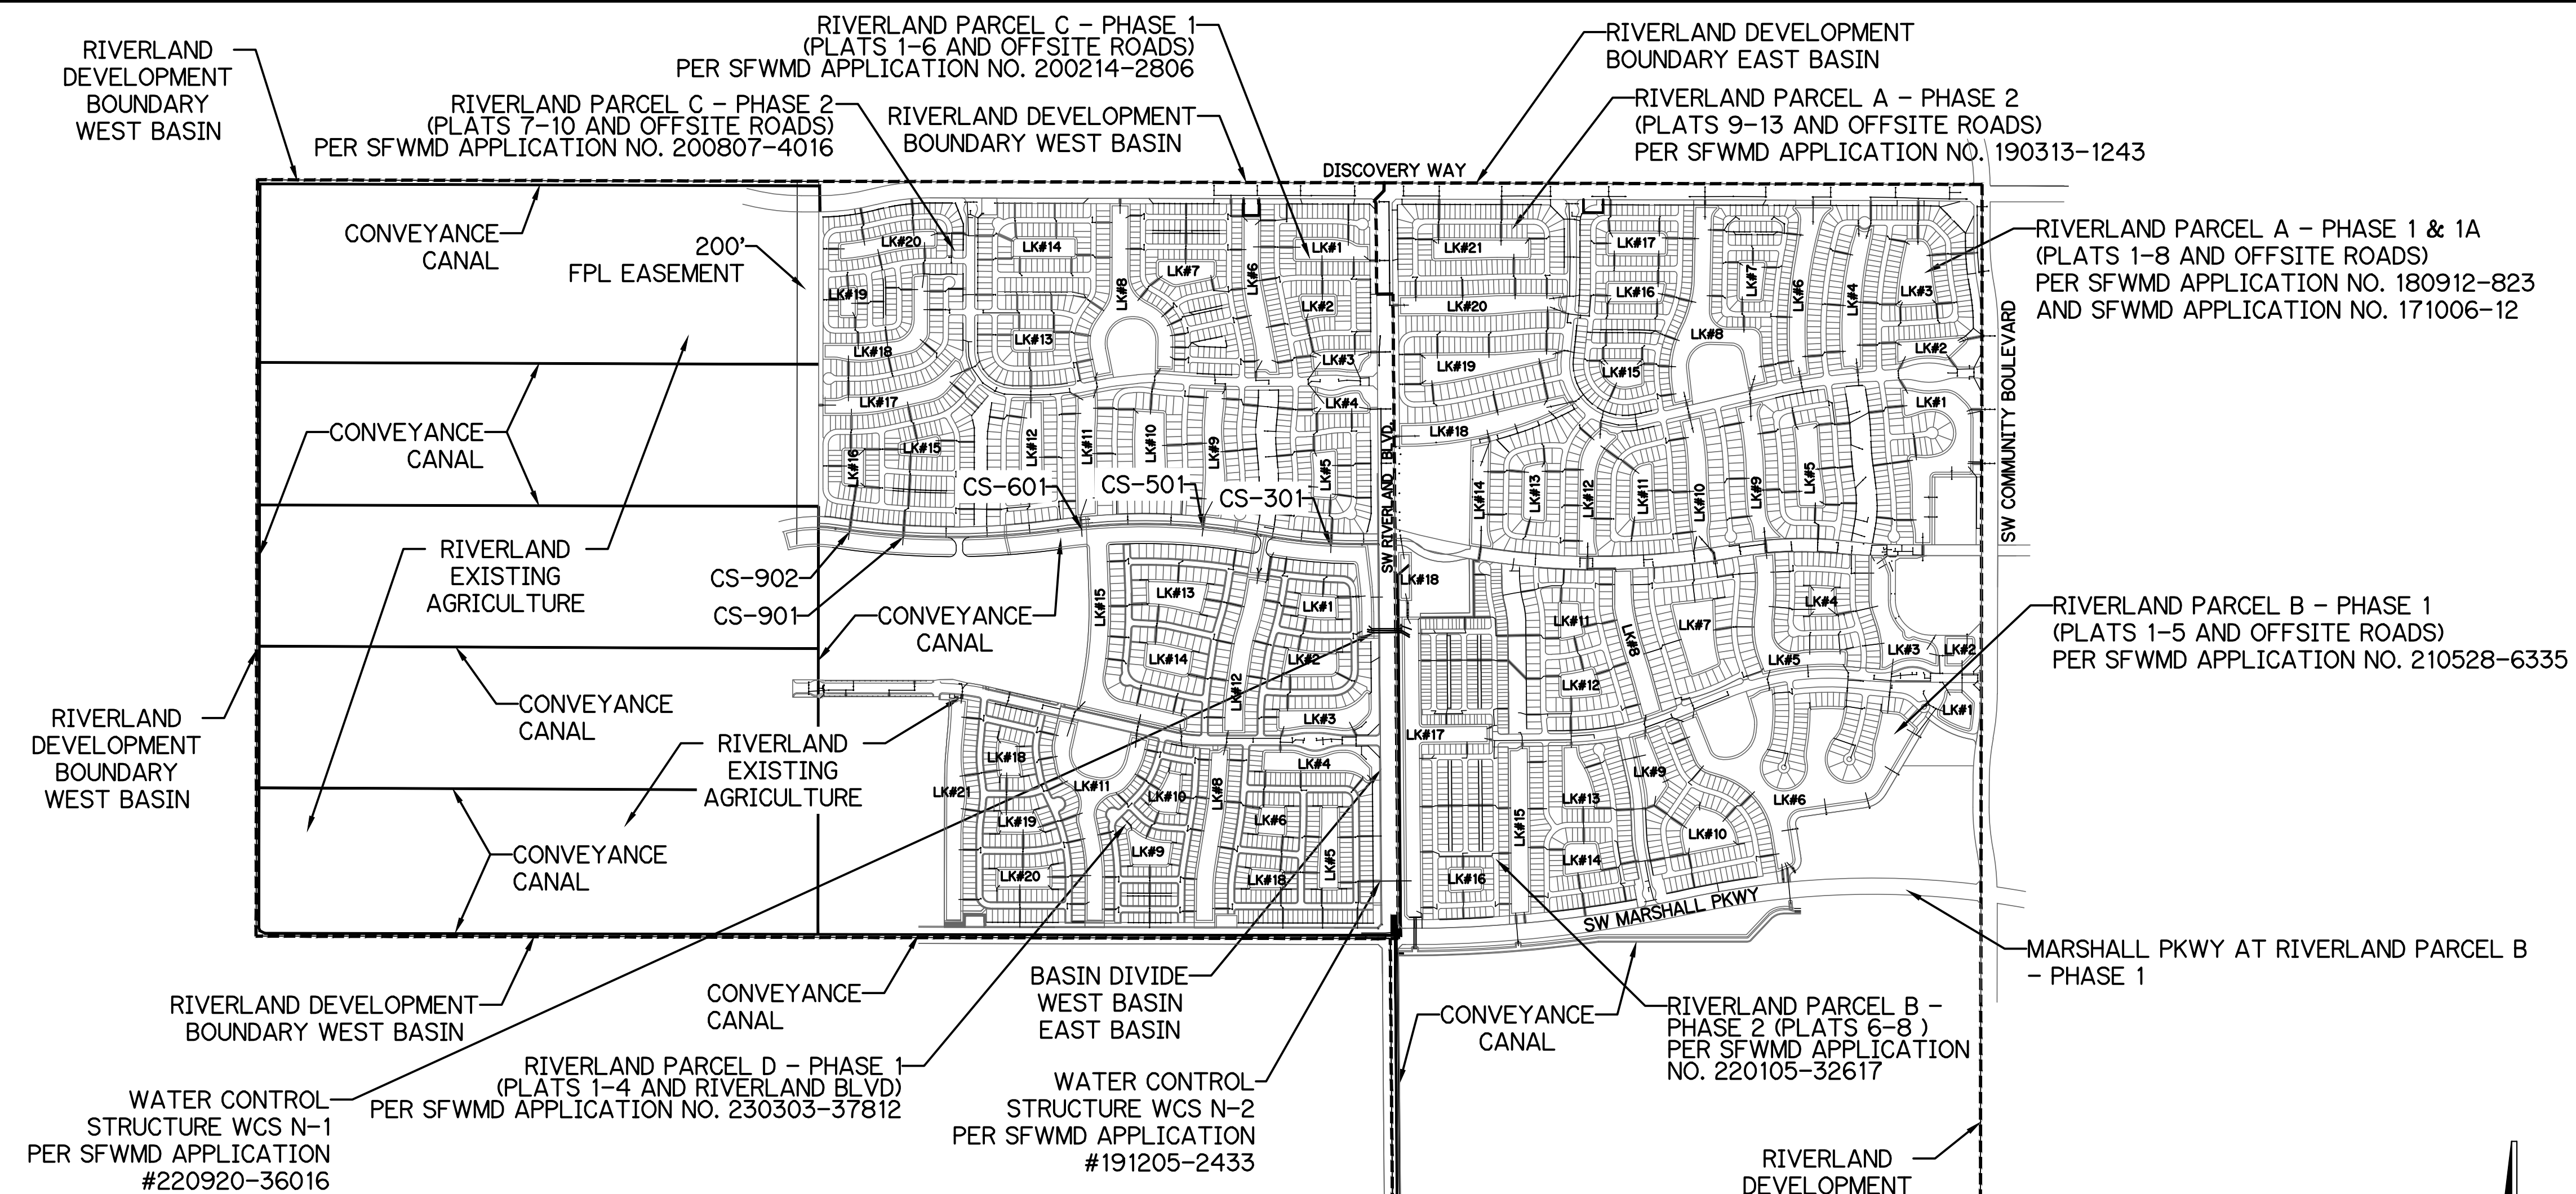 RIVERLAND
DEVELOPMENT
BOUNDARY
WEST BASIN
RIVERLAND PARCEL C - PHASE 1
(PLATS 1-6 AND OFFSITE ROADS)
PER SFWMD APPLICATION NO. 200214-2806
RIVERLAND PARCEL C - PHASE 2
(PLATS 7-10 AND OFFSITE ROADS)
PER SFWMD APPLICATION NO. 200807-4016
RIVERLAND DEVELOPMENT
BOUNDARY WEST BASIN
RIVERLAND DEVELOPMENT
BOUNDARY EAST BASIN
RIVERLAND PARCEL A - PHASE 2
(PLATS 9-13 AND OFFSITE ROADS)
PER SFWMD APPLICATION NO. 190313-1243
DISCOVERY WAY
RIVERLAND PARCEL A - PHASE 1 & 1A
(PLATS 1-8 AND OFFSITE ROADS)
PER SFWMD APPLICATION NO. 180912-823
AND SFWMD APPLICATION NO. 171006-12
CONVEYANCE
CANAL
200'
FPL EASEMENT
LK#20
LK#14
LK#8
LK#7
LK#6
LK#1
LK#19
LK#2
LK#13
LK#18
LK#3
LK#17
LK#4
LK#16
LK#15
LK#12
LK#11
LK#10
LK#9
LK#5
LK#21
LK#17
LK#7
LK#6
LK#4
LK#3
LK#20
LK#16
LK#8
LK#2
LK#19
LK#15
LK#1
LK#18
LK#14
LK#13
LK#12
LK#11
LK#10
LK#9
LK#5
SW COMMUNITY BOULEVARD
SW RIVERLAND BLVD.
CONVEYANCE
CANAL
CS-601
CS-501
CS-301
RIVERLAND
EXISTING
AGRICULTURE
CS-902
CS-901
CONVEYANCE
CANAL
LK#15
LK#13
LK#1
LK#14
LK#2
LK#12
LK#3
LK#18
LK#11
LK#8
LK#7
LK#4
LK#5
LK#3
LK#2
LK#12
LK#1
RIVERLAND PARCEL B - PHASE 1
(PLATS 1-5 AND OFFSITE ROADS)
PER SFWMD APPLICATION NO. 210528-6335
RIVERLAND
DEVELOPMENT
BOUNDARY
WEST BASIN
CONVEYANCE
CANAL
RIVERLAND
EXISTING
AGRICULTURE
LK#18
LK#21
LK#11
LK#10
LK#8
LK#4
LK#19
LK#6
LK#9
LK#5
LK#20
LK#18
LK#17
LK#9
LK#6
LK#13
LK#15
LK#10
LK#14
LK#16
SW MARSHALL PKWY
CONVEYANCE
CANAL
MARSHALL PKWY AT RIVERLAND PARCEL B
- PHASE 1
RIVERLAND DEVELOPMENT
BOUNDARY WEST BASIN
CONVEYANCE
CANAL
BASIN DIVIDE
WEST BASIN
EAST BASIN
CONVEYANCE
CANAL
RIVERLAND PARCEL B -
PHASE 2 (PLATS 6-8 )
PER SFWMD APPLICATION
NO. 220105-32617
RIVERLAND PARCEL D - PHASE 1
(PLATS 1-4 AND RIVERLAND BLVD)
PER SFWMD APPLICATION NO. 230303-37812
WATER CONTROL
STRUCTURE WCS N-1
PER SFWMD APPLICATION
#220920-36016
WATER CONTROL
STRUCTURE WCS N-2
PER SFWMD APPLICATION
#191205-2433
RIVERLAND
DEVELOPMENT